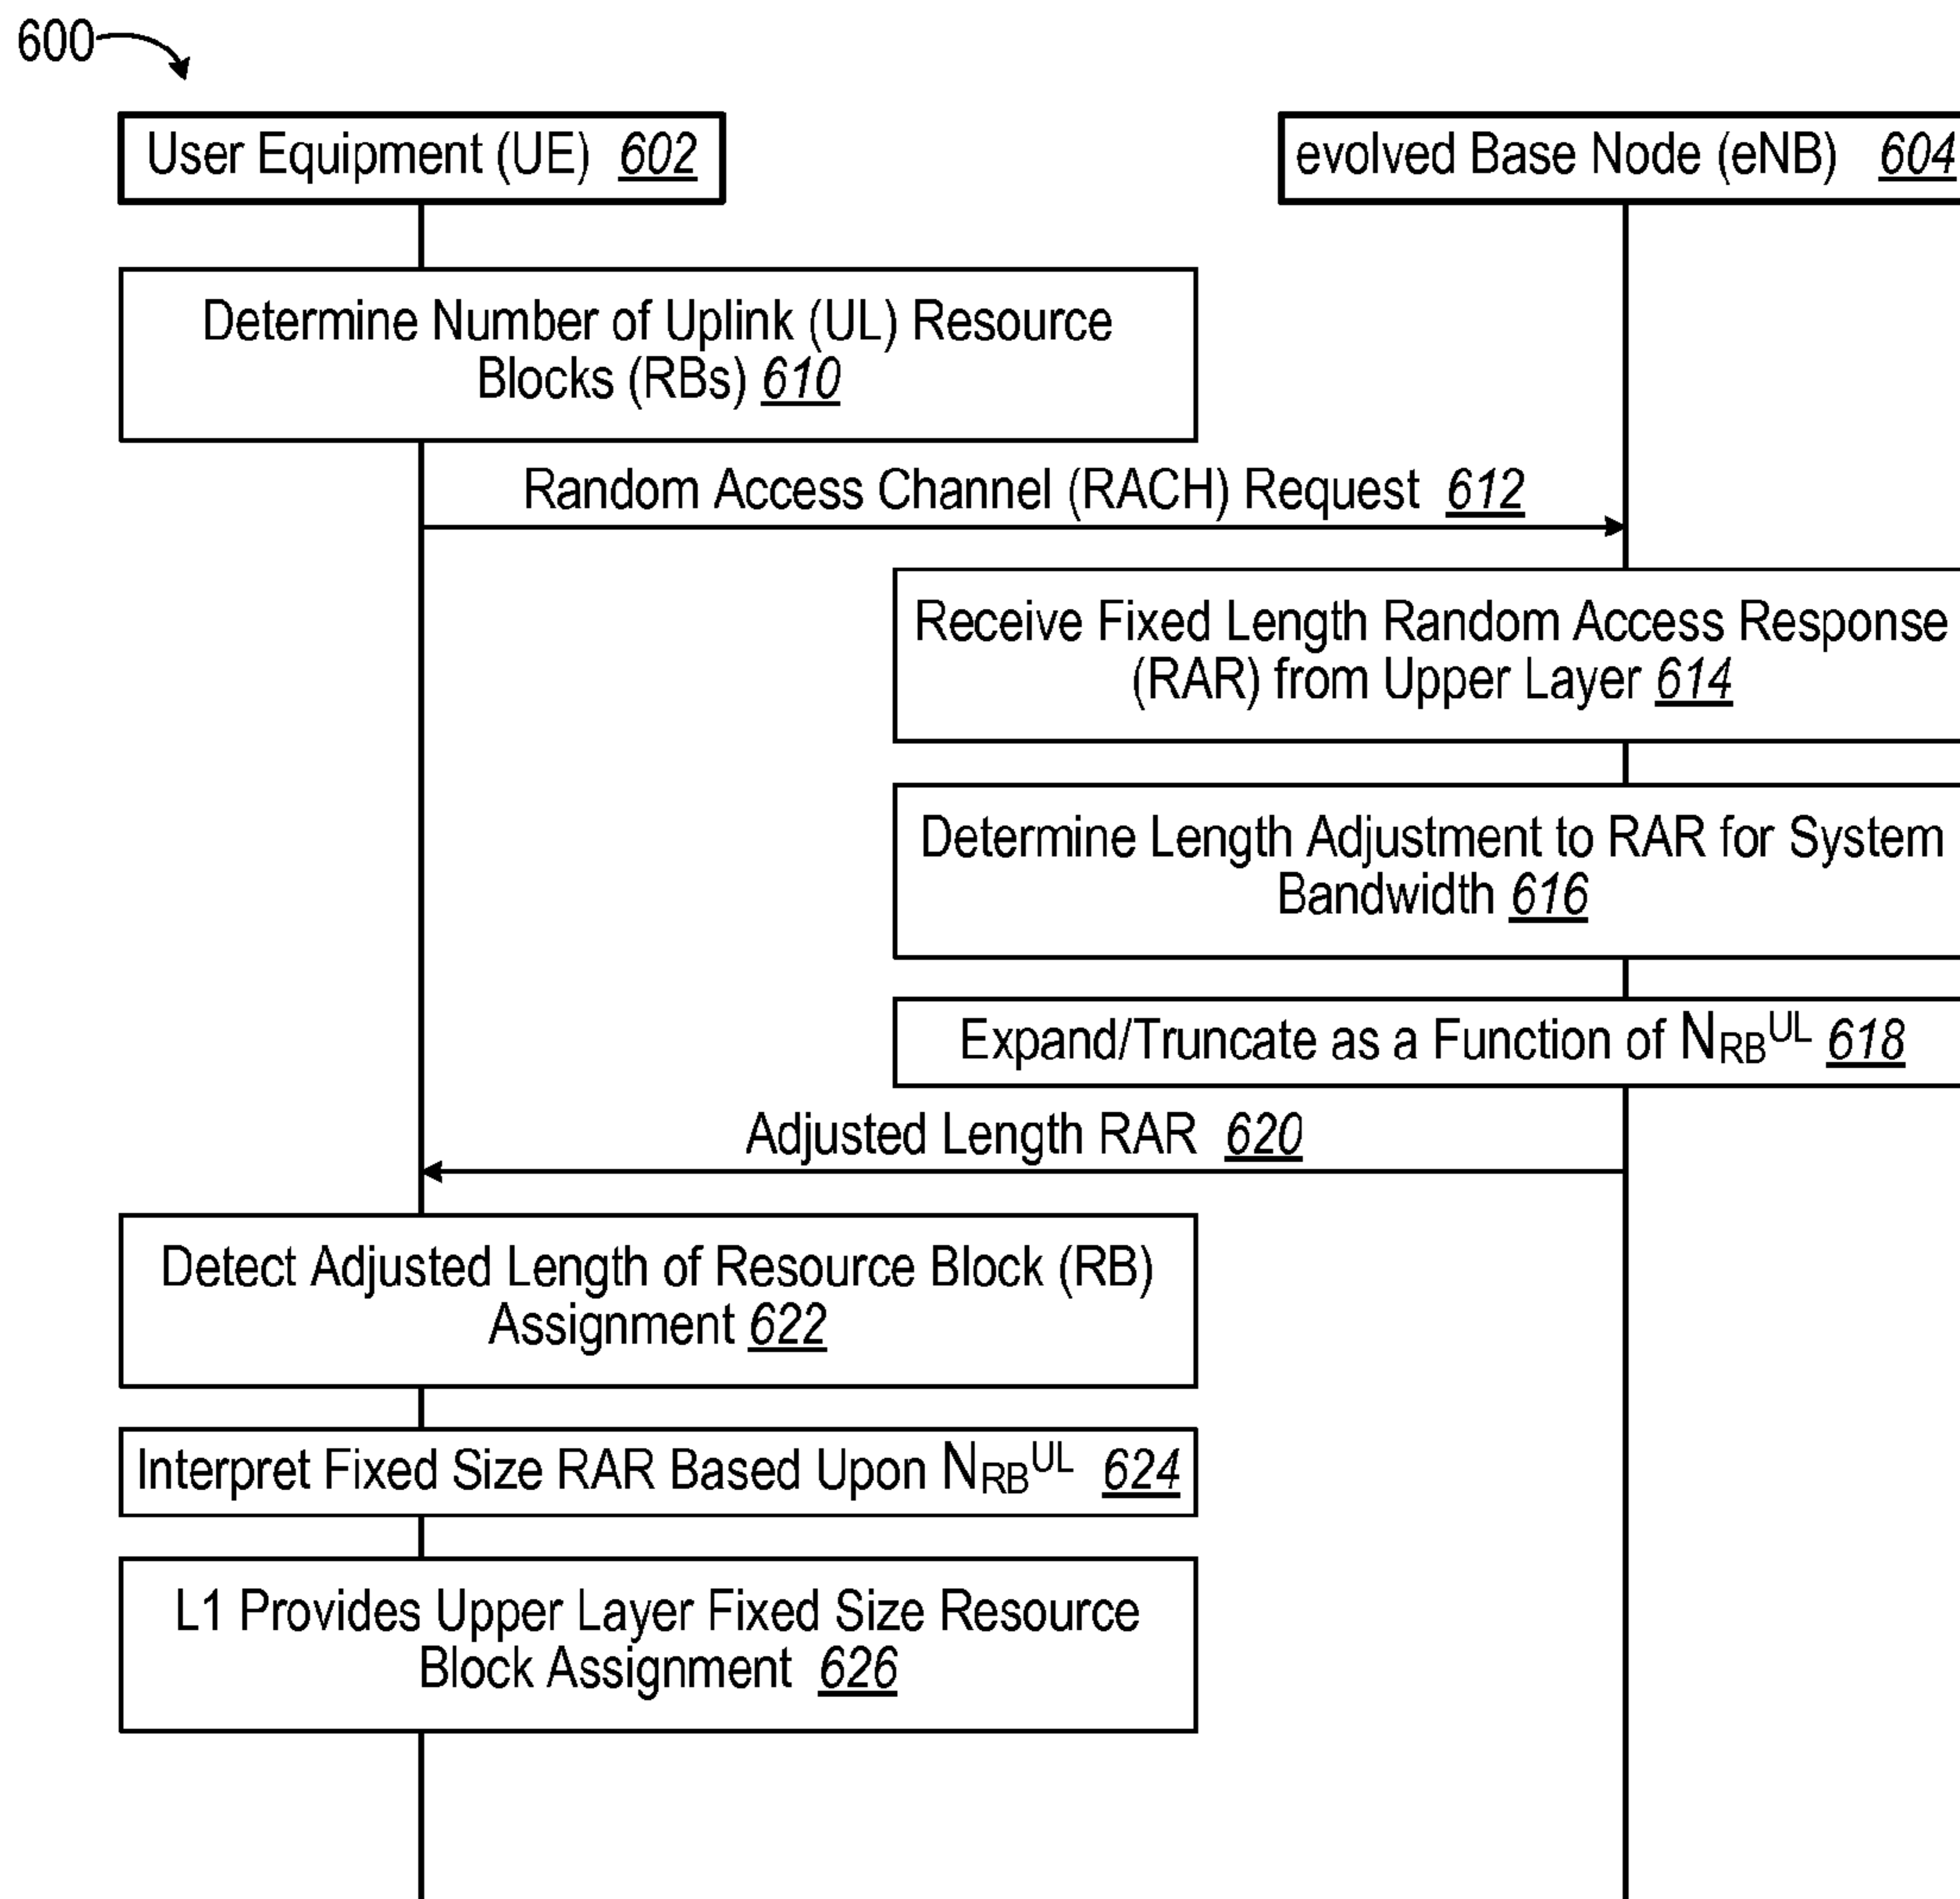 600
User Equipment (UE) 602
evolved Base Node (eNB) 604
Determine Number of Uplink (UL) Resource
Blocks (RBs) 610
Random Access Channel (RACH) Request 612
Receive Fixed Length Random Access Response
(RAR) from Upper Layer 614
Determine Length Adjustment to RAR for System
Bandwidth 616
Expand/Truncate as a Function of N_RB^UL 618
Adjusted Length RAR 620
Detect Adjusted Length of Resource Block (RB)
Assignment 622
Interpret Fixed Size RAR Based Upon N_RB^UL 624
L1 Provides Upper Layer Fixed Size Resource
Block Assignment 626